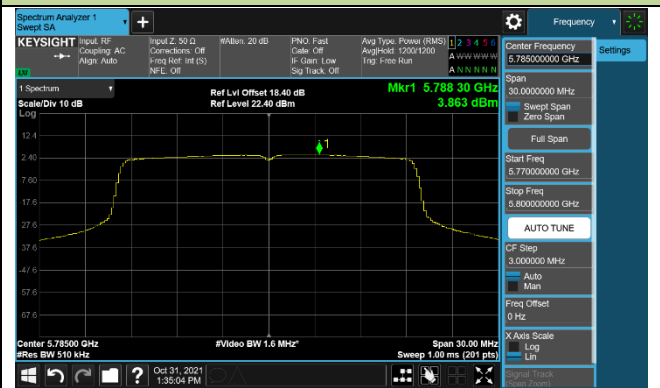 Spectrum Analyzer 1
Swept SA
Frequency
KEYSIGHT
Input: RF
Coupling: AC
Align: Auto
Input Z: 50 Ω
Corrections: Off
Freq Ref: Int (S)
NFE: Off
#Atten: 20 dB
PNO: Fast
Gate: Off
IF Gain: Low
Sig Track: Off
Avg Type: Power (RMS)
Avg|Hold: 1200/1200
Trig: Free Run
1 2 3 4 5 6
A W W W W W
A N N N N N
LW
1 Spectrum
Scale/Div 10 dB
Log
Ref Lvl Offset 18.40 dB
Ref Level 22.40 dBm
Mkr1 5.788 30 GHz
3.863 dBm
1
12.4
2.40
-7.60
-17.6
-27.6
-37.6
-47.6
-57.6
-67.6
Center 5.78500 GHz
#Res BW 510 kHz
#Video BW 1.6 MHz*
Span 30.00 MHz
Sweep 1.00 ms (201 pts)
Center Frequency
5.785000000 GHz
Settings
Span
30.0000000 MHz
Swept Span
Zero Span
Full Span
Start Freq
5.770000000 GHz
Stop Freq
5.800000000 GHz
AUTO TUNE
CF Step
3.000000 MHz
Auto
Man
Freq Offset
0 Hz
X Axis Scale
Log
Lin
Signal Track
(Span Zoom)
?
Oct 31, 2021
1:35:04 PM